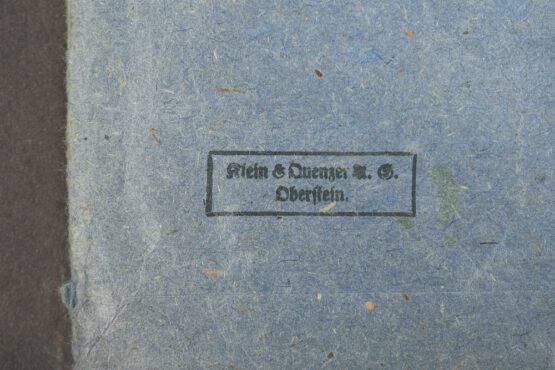 Klein & Quenzer A. G.
Oberstein.